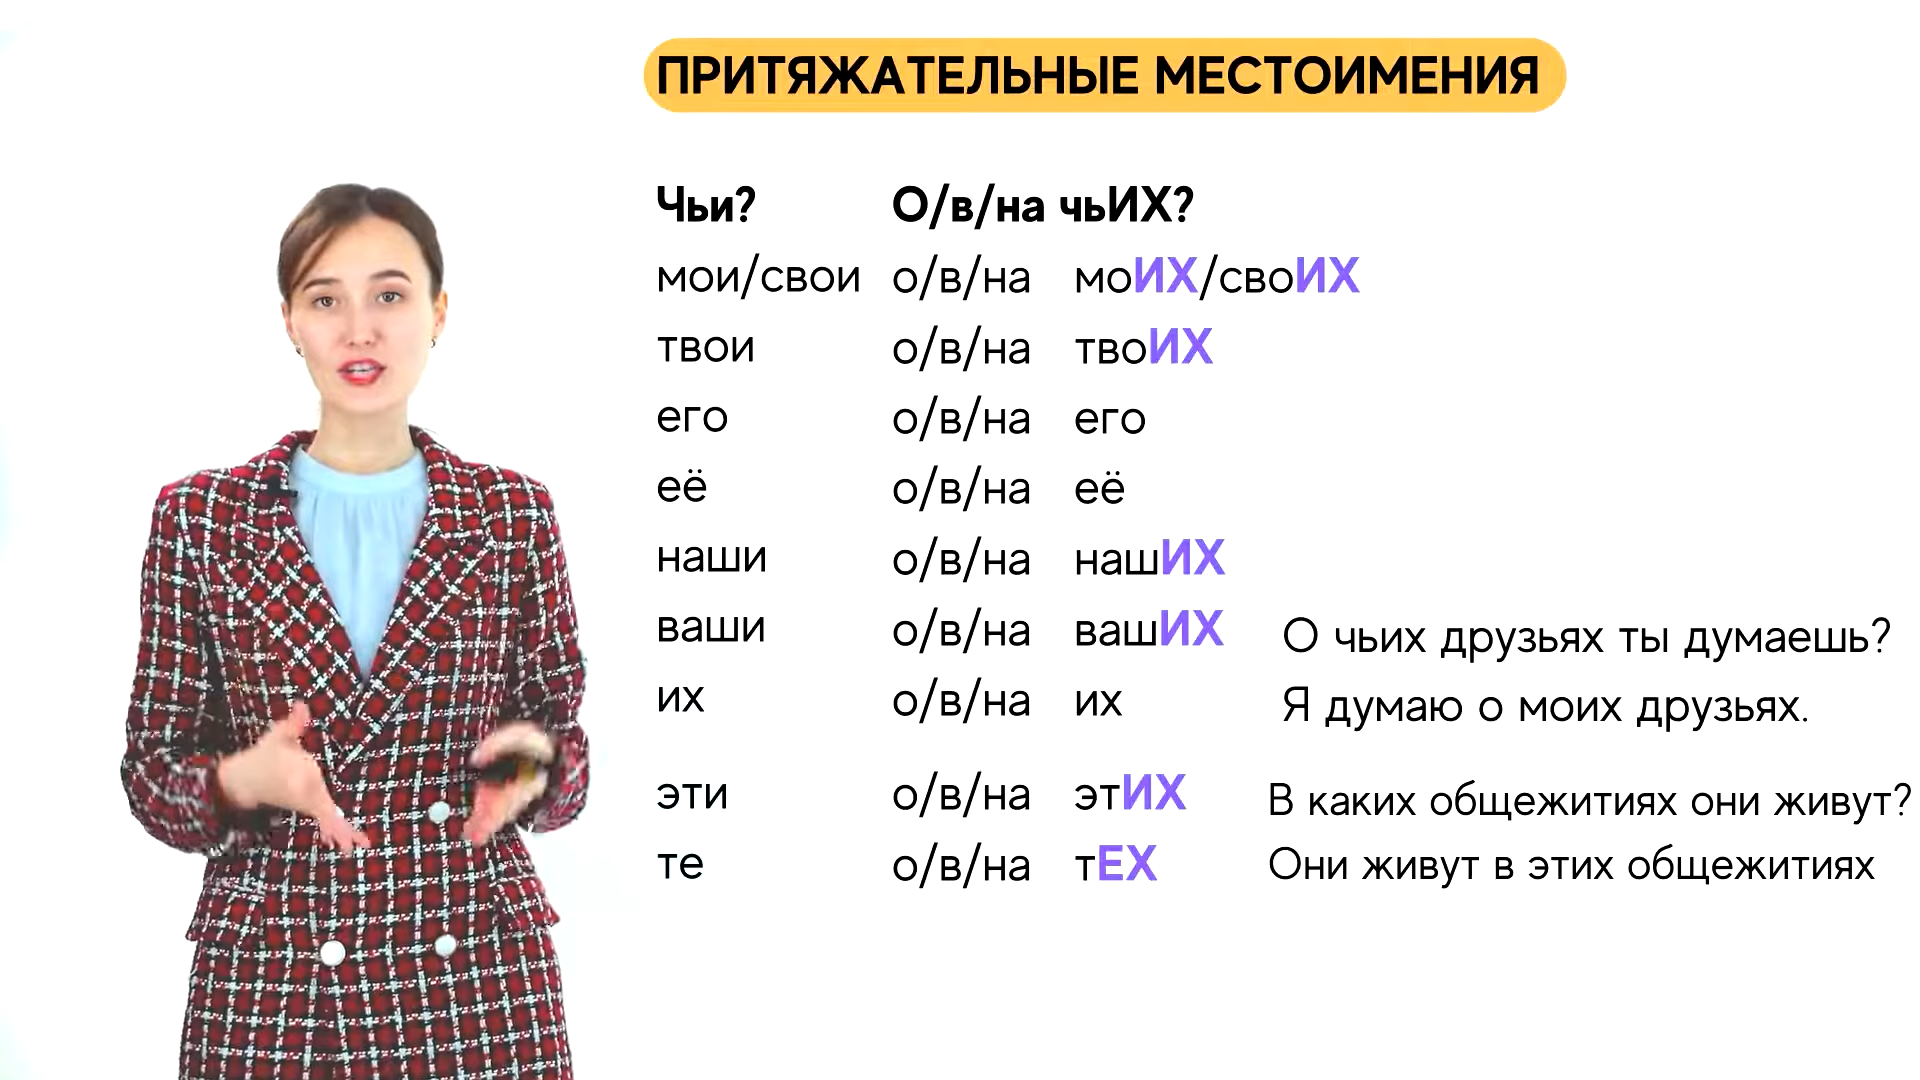 ПРИТЯЖАТЕЛЬНЫЕ МЕСТОИМЕНИЯ
Чьи? О/в/на чьИХ?
мои/свои о/в/на моИХ/своИХ
твои о/в/на твоИХ
его о/в/на его
её о/в/на её
наши о/в/на нашИХ
ваши о/в/на вашИХ О чьих друзьях ты думаешь?
их о/в/на их Я думаю о моих друзьях.
эти о/в/на этИХ В каких общежитиях они живут?
те о/в/на тЕХ Они живут в этих общежитиях